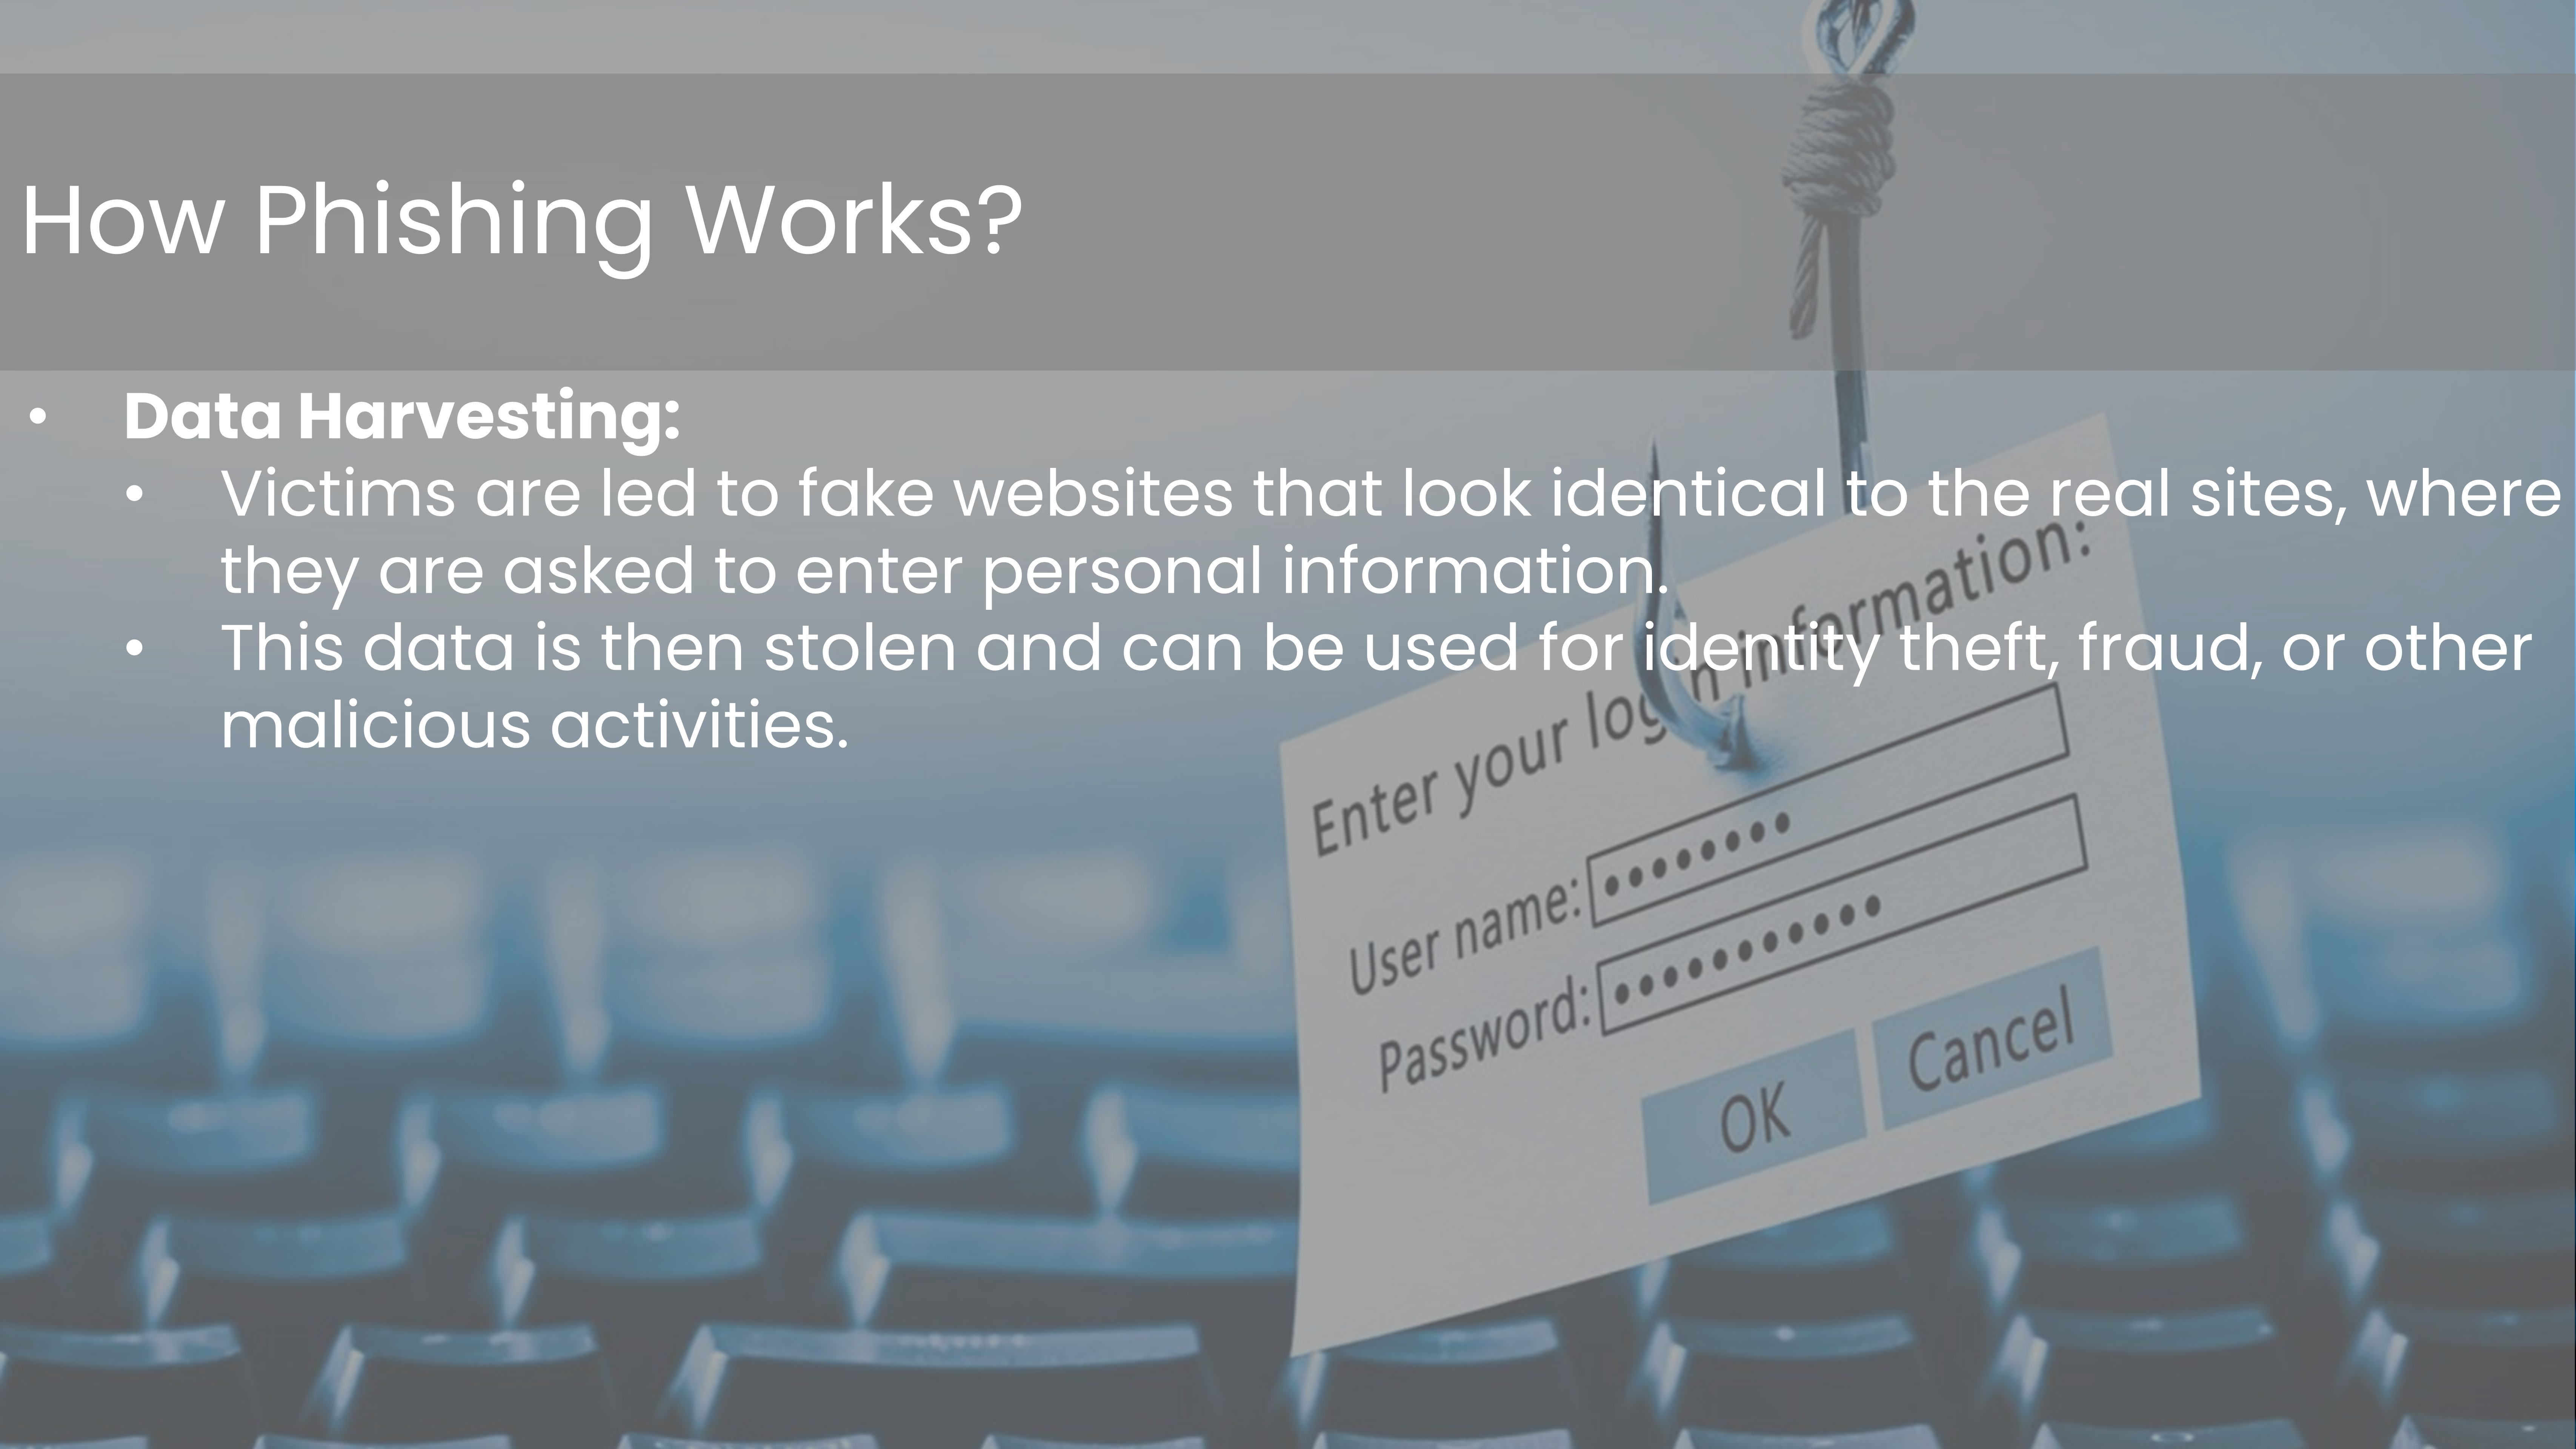 How Phishing Works?
• Data Harvesting:
• Victims are led to fake websites that look identical to the real sites, where
they are asked to enter personal information.
• This data is then stolen and can be used for identity theft, fraud, or other
malicious activities.
Enter your login information:
User name: ••••••••
Password: •••••••••••
OK
Cancel